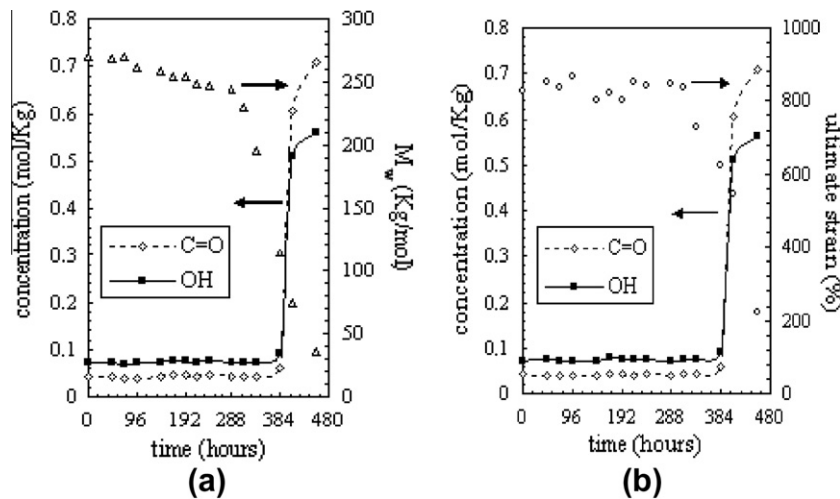 0.8
0.7
0.6
0.5
0.4
0.3
0.2
0.1
0
concentration (mol/Kg)
300
250
200
150
100
50
0
Mw (Kg/mol)
C=O
OH
0 96 192 288 384 480
time (hours)
(a)
0.8
0.7
0.6
0.5
0.4
0.3
0.2
0.1
0
concentration (mol/Kg)
1000
800
600
400
200
0
ultimate strain (%)
C=O
OH
0 96 192 288 384 480
time (hours)
(b)